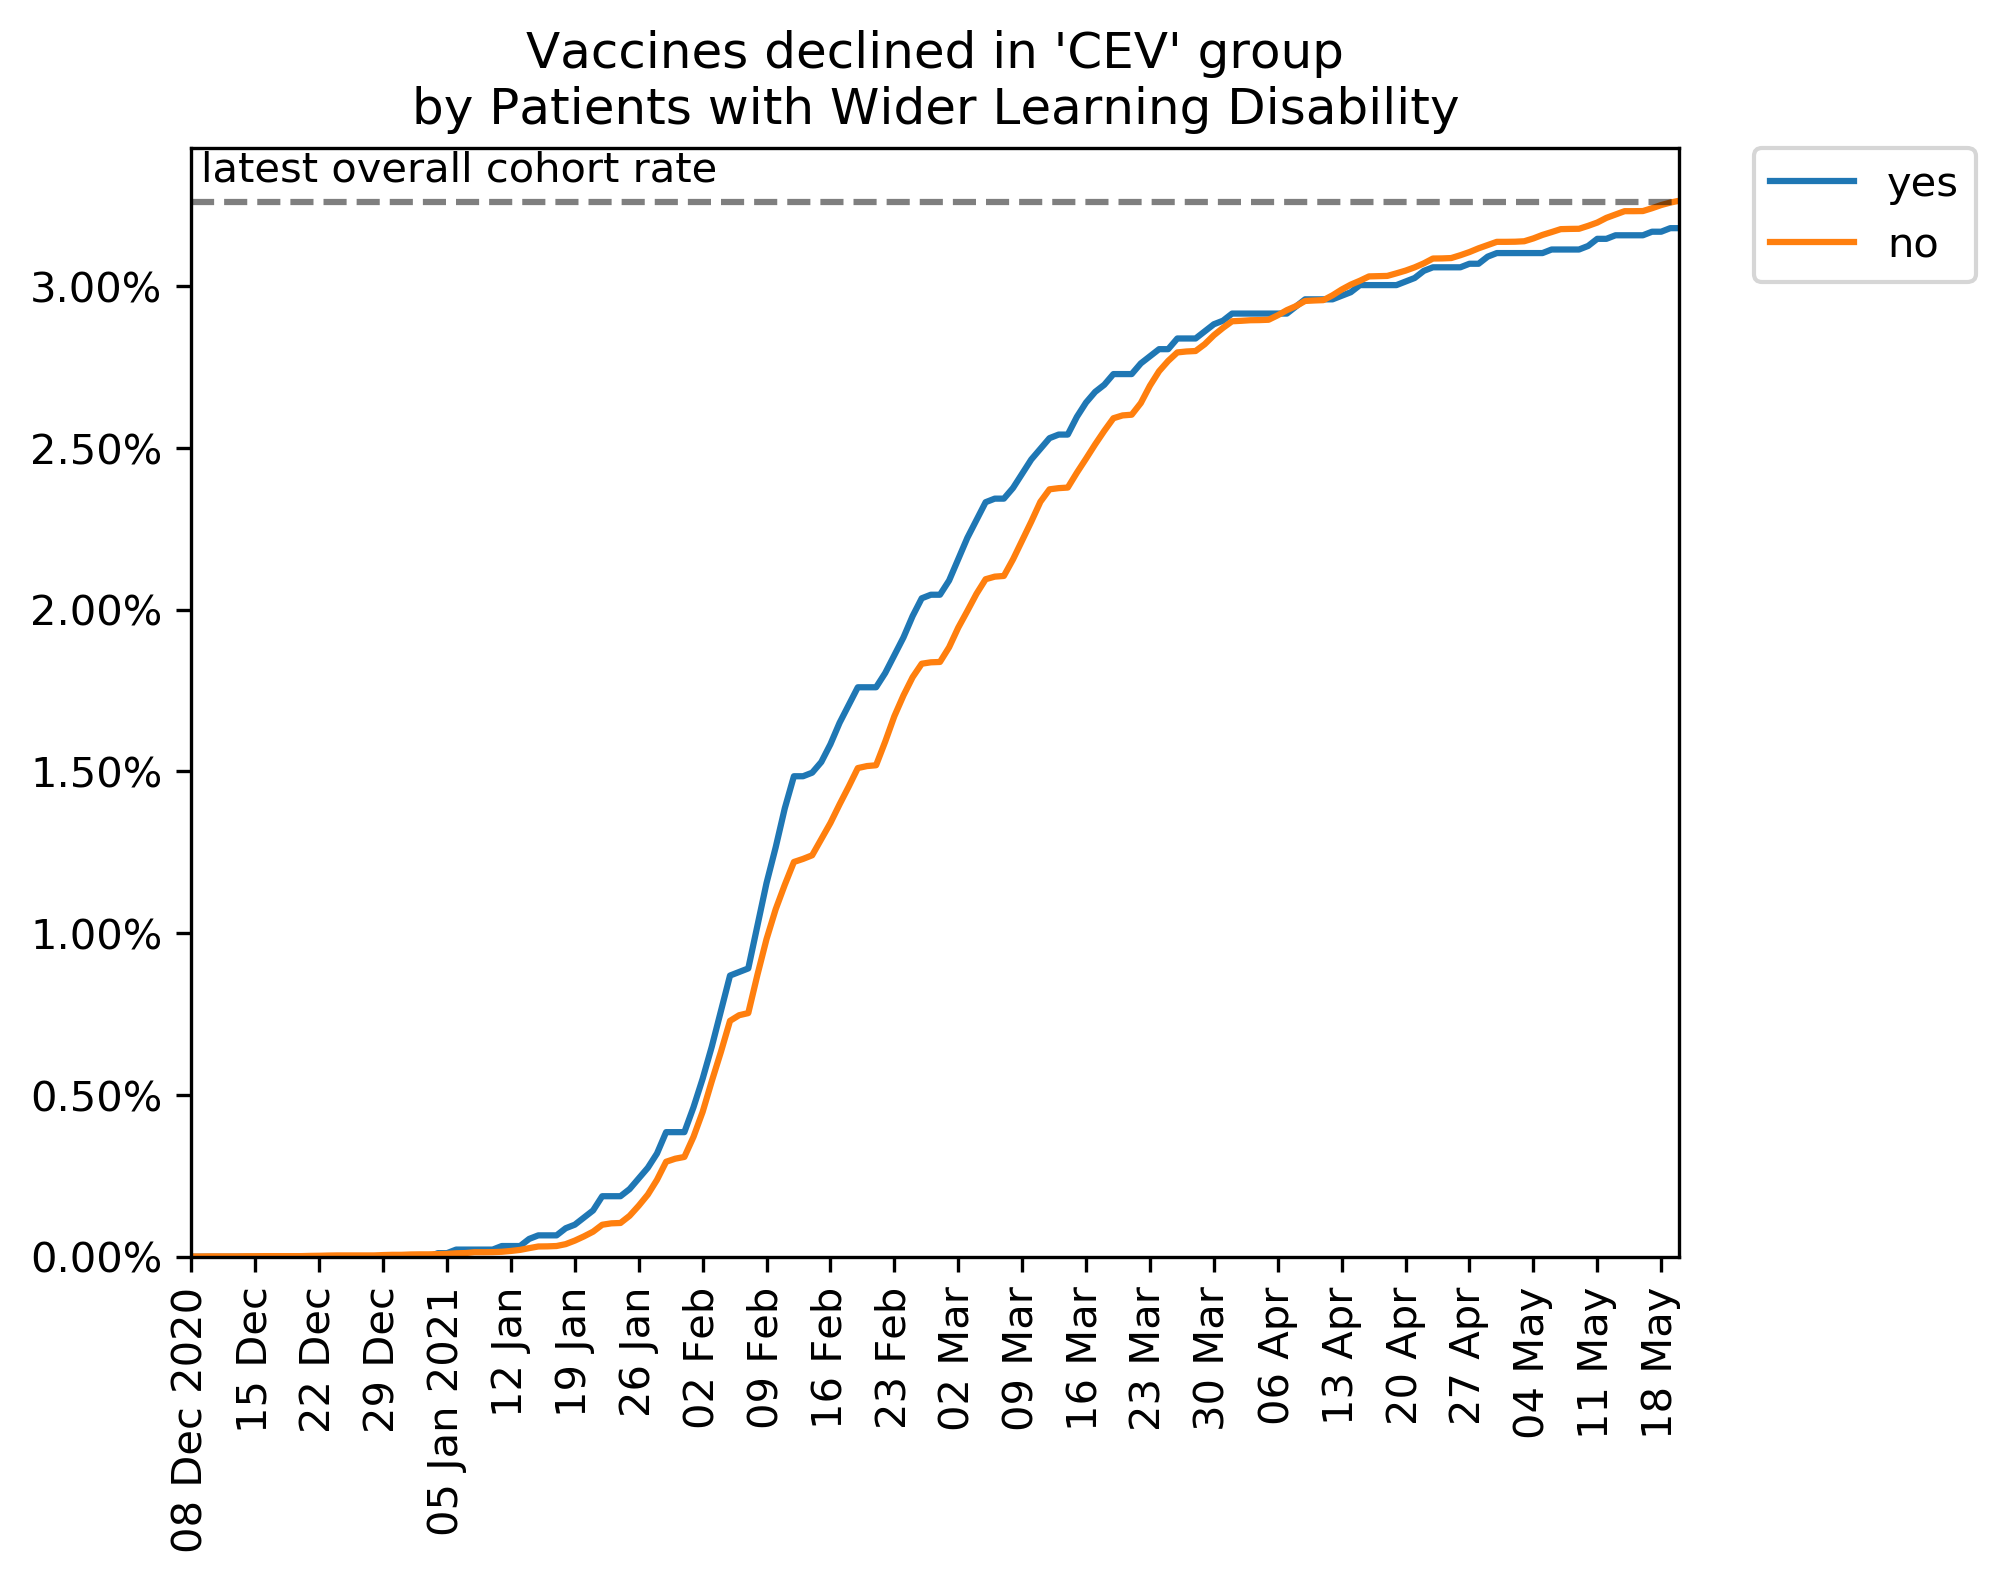 Vaccines declined in 'CEV' group
by Patients with Wider Learning Disability
latest overall cohort rate
yes
no
3.00%
2.50%
2.00%
1.50%
1.00%
0.50%
0.00%
08 Dec 2020
15 Dec
22 Dec
29 Dec
05 Jan 2021
12 Jan
19 Jan
26 Jan
02 Feb
09 Feb
16 Feb
23 Feb
02 Mar
09 Mar
16 Mar
23 Mar
30 Mar
06 Apr
13 Apr
20 Apr
27 Apr
04 May
11 May
18 May